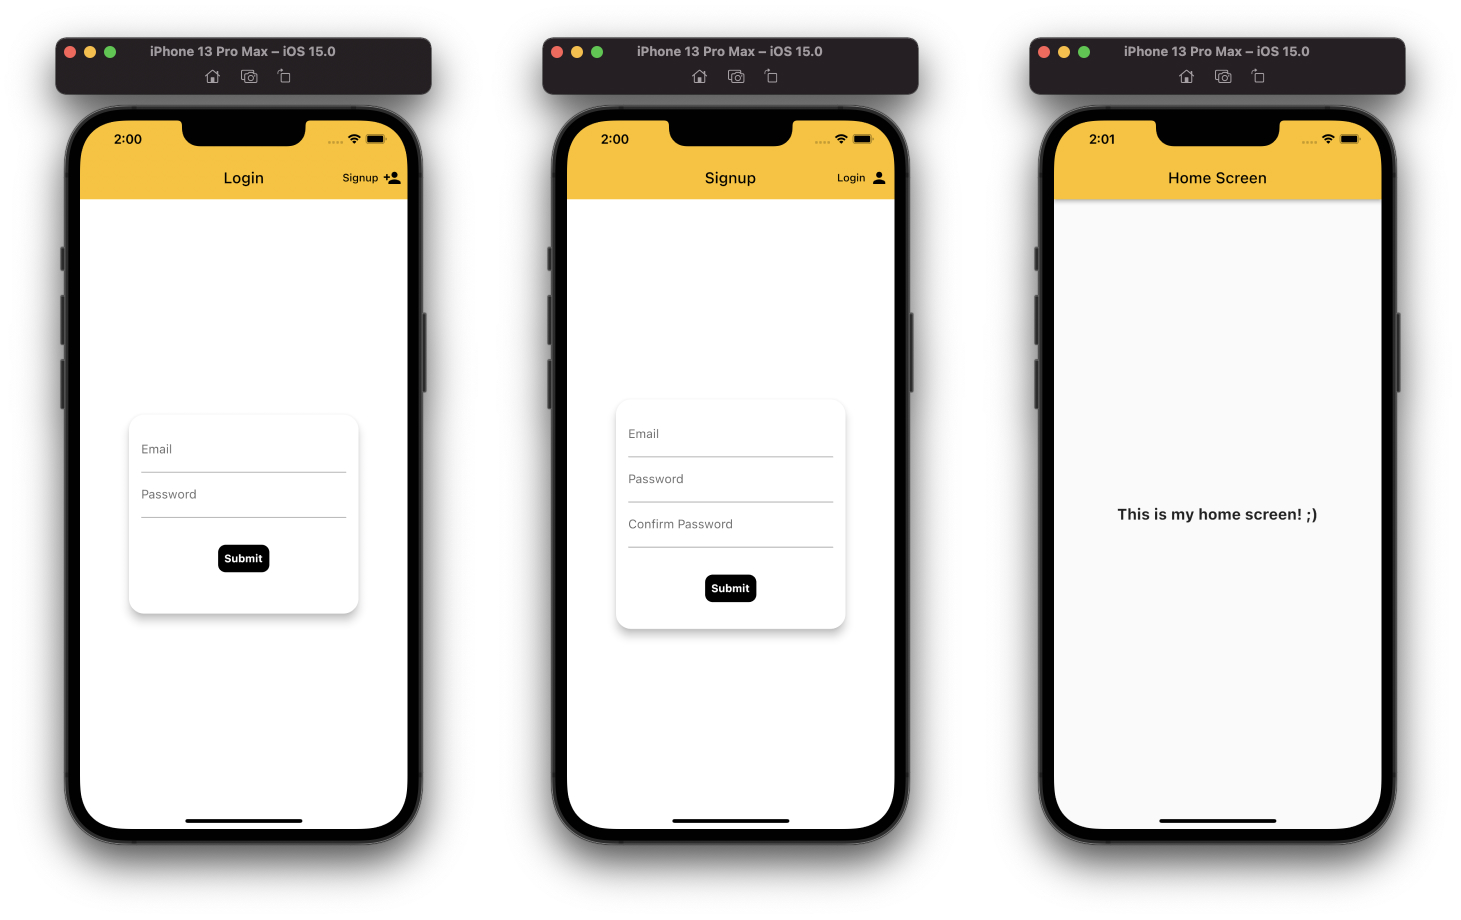 iPhone 13 Pro Max – iOS 15.0
2:00
Login
Signup
Email
Password
Submit
iPhone 13 Pro Max – iOS 15.0
2:00
Signup
Login
Email
Password
Confirm Password
Submit
iPhone 13 Pro Max – iOS 15.0
2:01
Home Screen
This is my home screen! ;)